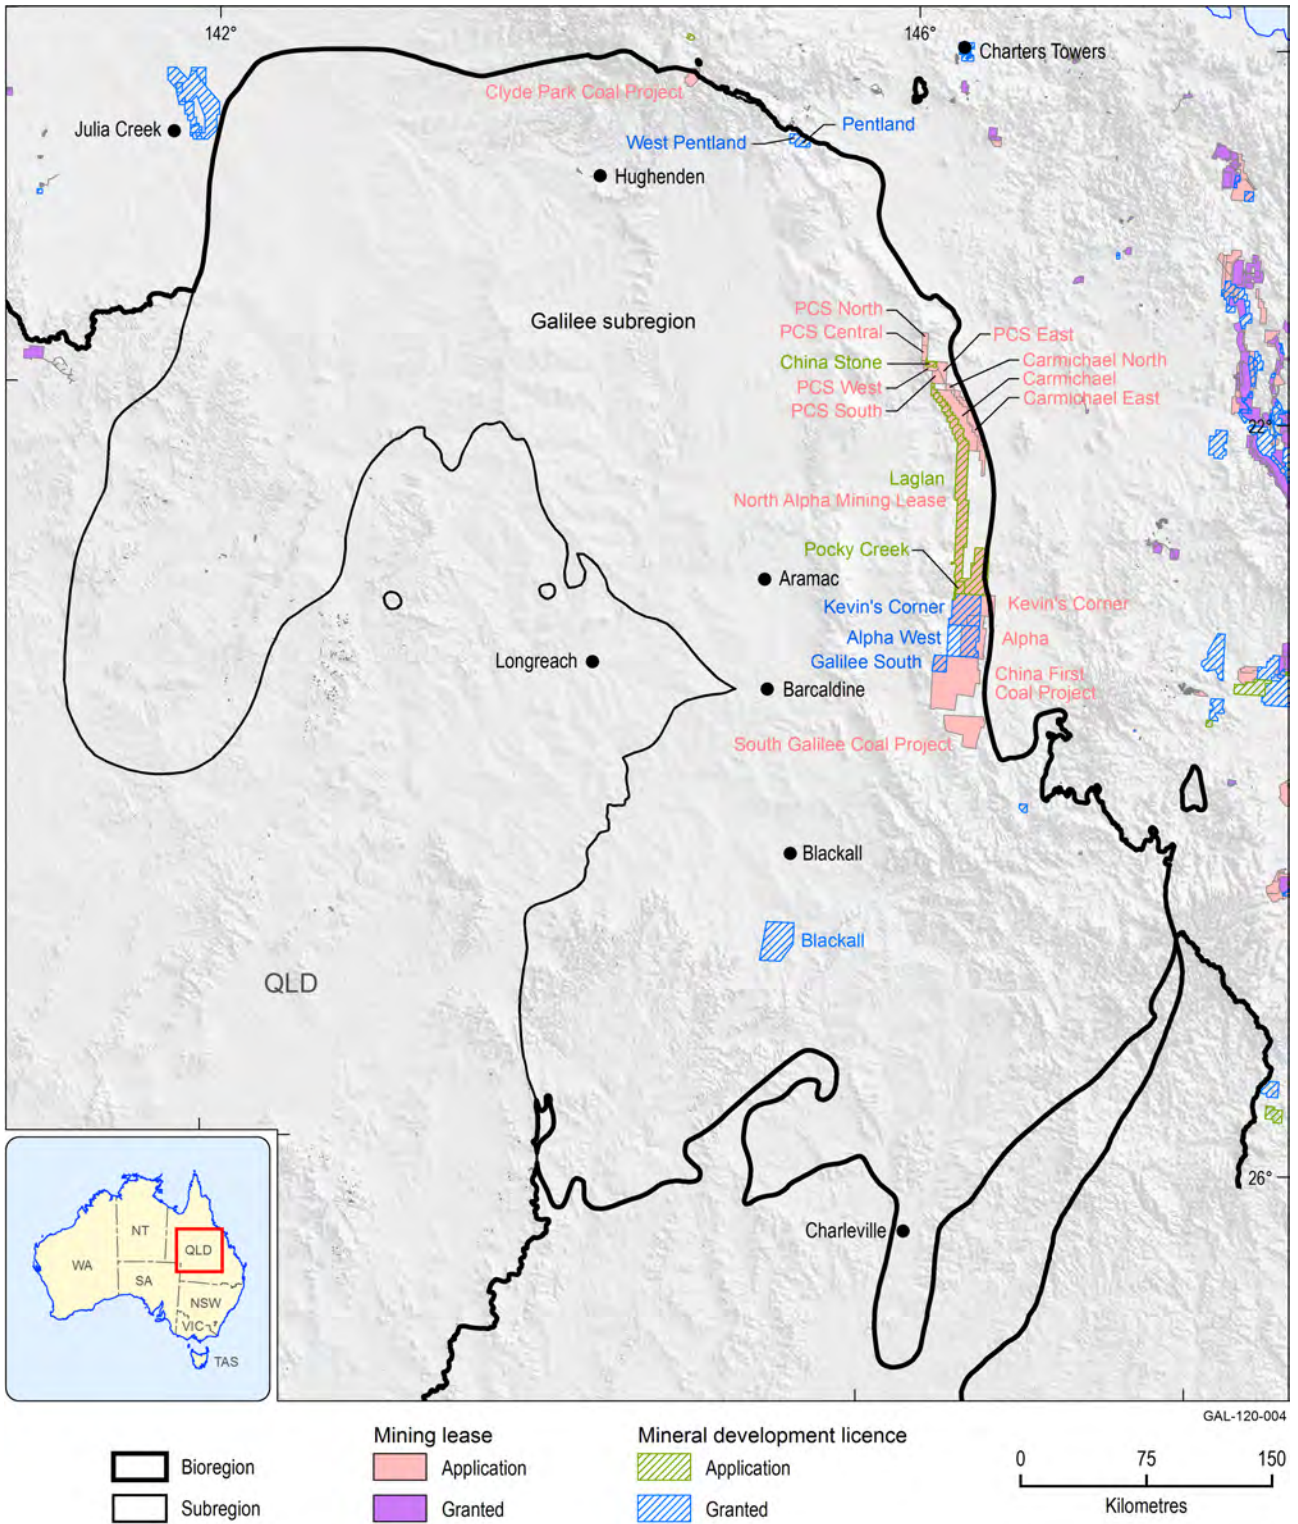 142°
146°
Charters Towers
Clyde Park Coal Project
Julia Creek
Pentland
West Pentland
Hughenden
PCS North
Galilee subregion
PCS Central
PCS East
China Stone
Carmichael North
PCS West
Carmichael
PCS South
Carmichael East
22°
Laglan
North Alpha Mining Lease
Pocky Creek
Aramac
Kevin's Corner
Kevin's Corner
Alpha West
Alpha
Longreach
Galilee South
China First
Coal Project
Barcaldine
South Galilee Coal Project
Blackall
Blackall
QLD
26°
Charleville
NT
QLD
WA
SA
NSW
VIC
TAS
GAL-120-004
Mining lease
Mineral development licence
Bioregion
Application
Application
0 75 150
Subregion
Granted
Granted
Kilometres